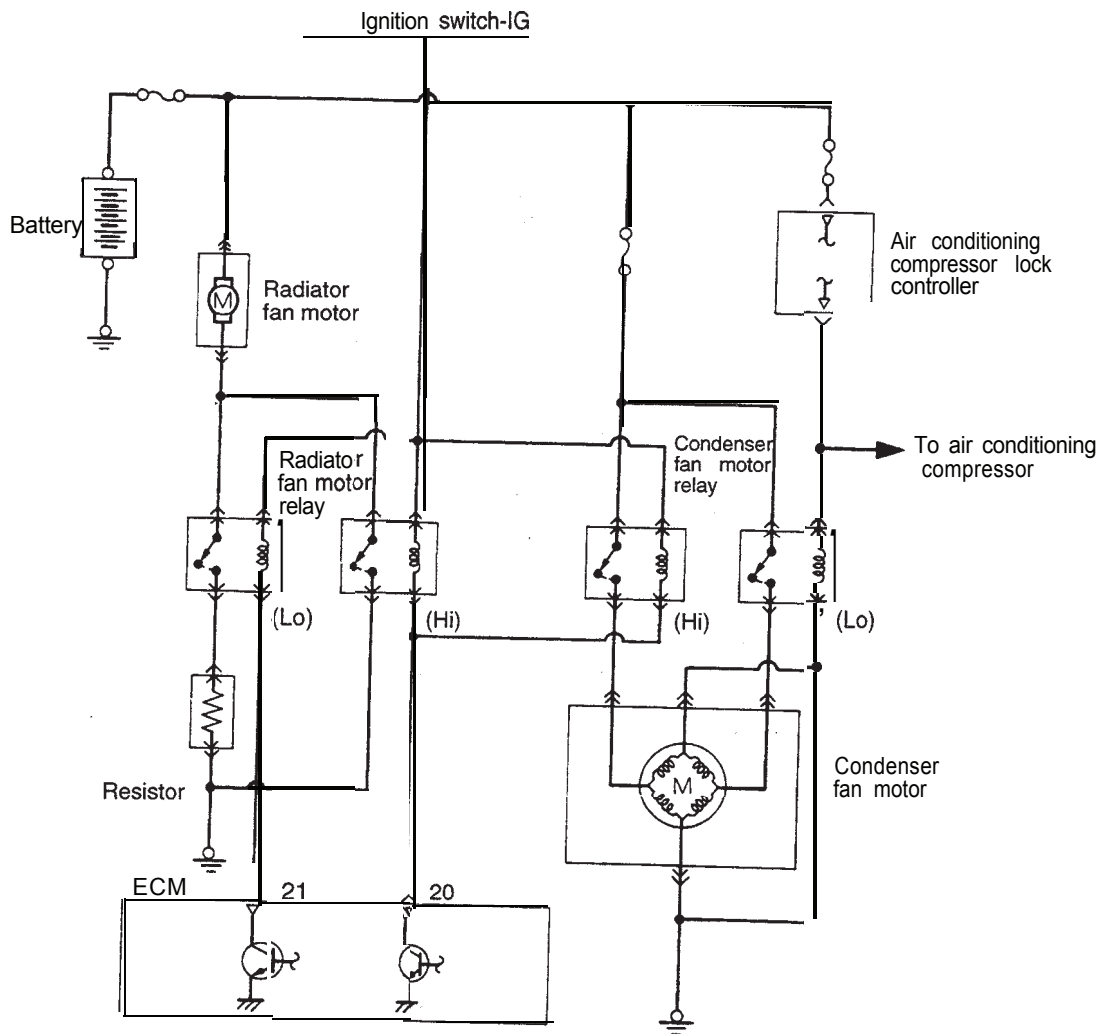 Ignition switch-IG
Battery
Radiator
fan motor
Air conditioning
compressor lock
controller
M
Radiator
fan motor
relay
Condenser
fan motor
relay
To air conditioning
compressor
(Lo)
(Hi)
(Hi)
(Lo)
Resistor
M
Condenser
fan motor
ECM
21
20